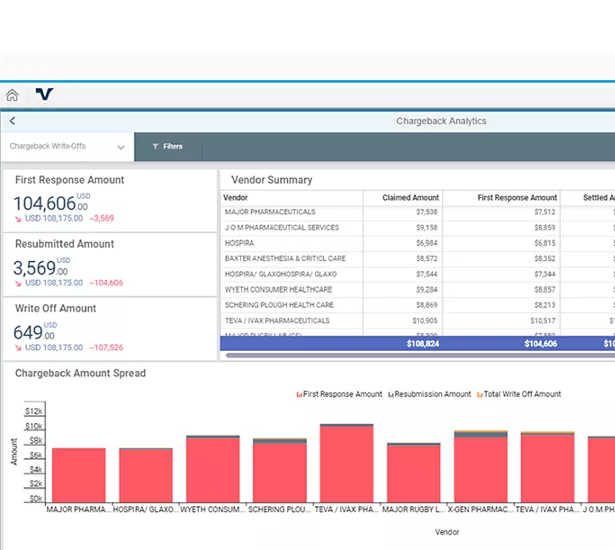 Chargeback Analytics
Chargeback Write-Offs
Filters
First Response Amount
104,606.00 USD
USD 108,175.00 −3,569
Resubmitted Amount
3,569.00 USD
USD 108,175.00 −104,606
Write Off Amount
649.00 USD
USD 108,175.00 −107,526
Vendor Summary
Vendor Claimed Amount First Response Amount Settled A
MAJOR PHARMACEUTICALS $7,538 $7,512
J O M PHARMACEUTICAL SERVICES $9,158 $8,859
HOSPIRA $6,984 $6,815
BAXTER ANESTHESIA & CRITICL CARE $8,572 $8,352
HOSPIRA/ GLAXOHOSPIRA/ GLAXO $7,544 $7,344
WYETH CONSUMER HEALTHCARE $9,284 $8,857
SCHERING PLOUGH HEALTH CARE $8,869 $8,213
TEVA / IVAX PHARMACEUTICALS $10,905 $10,517
MAJOR RUGBY LAB
$108,824 $104,606 $10
Chargeback Amount Spread
First Response Amount Resubmission Amount Total Write Off Amount
Amount
$12k
$10k
$8k
$6k
$4k
$2k
$0k
MAJOR PHARMA... HOSPIRA/ GLAX... WYETH CONSUM... SCHERING PLOU... TEVA / IVAX PHA... MAJOR RUGBY L... X-GEN PHARMAC... TEVA / IVAX PHA... J O M PH
Vendor